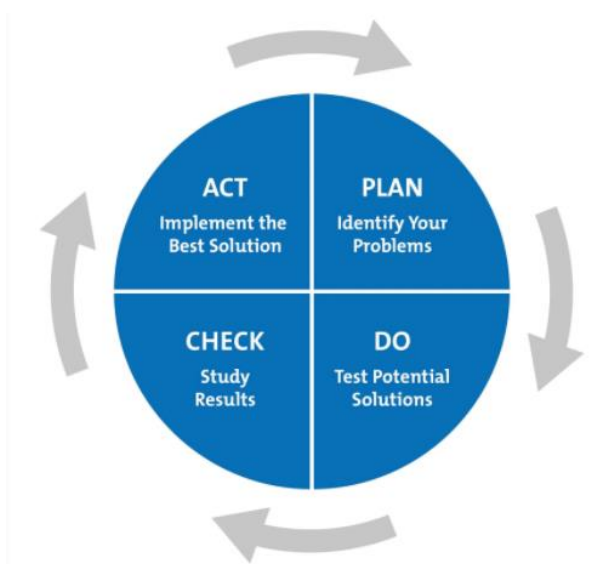 ACT
Implement the
Best Solution
PLAN
Identify Your
Problems
CHECK
Study
Results
DO
Test Potential
Solutions